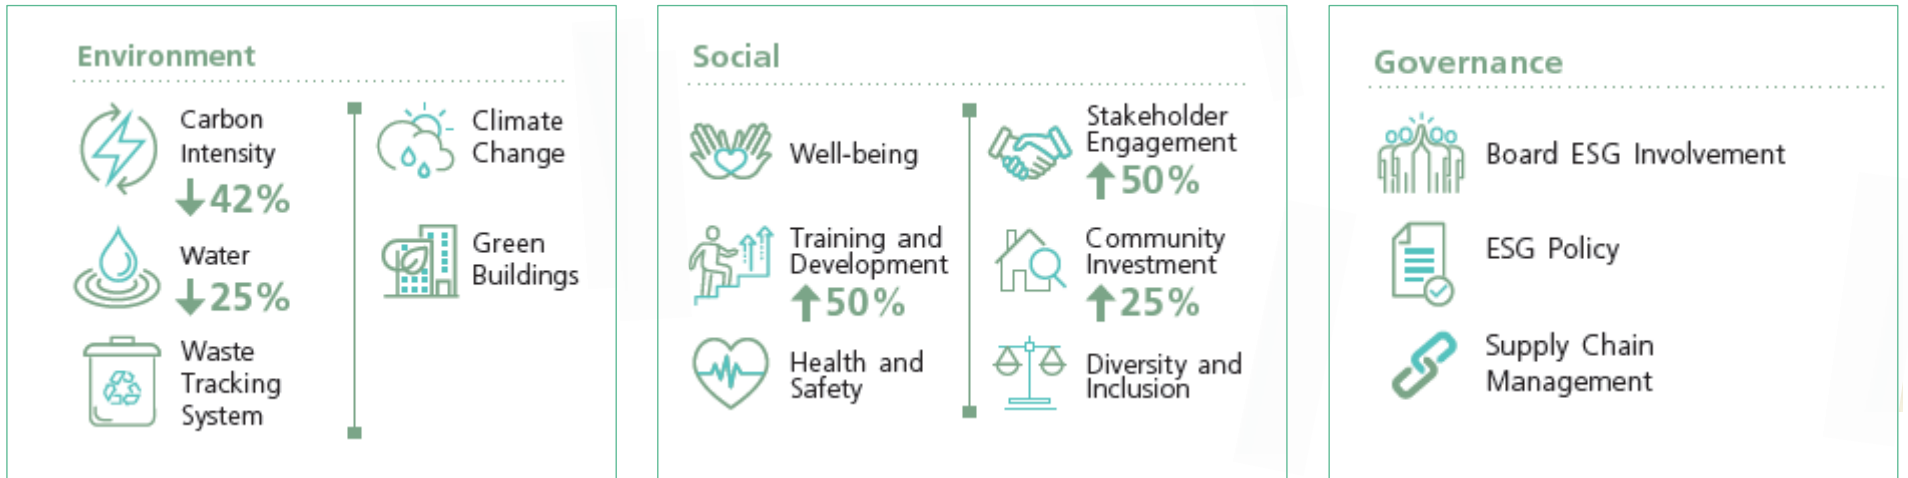 Environment
Carbon
Intensity
↓42%
Water
↓25%
Waste
Tracking
System
Climate
Change
Green
Buildings
Social
Well-being
Training and
Development
↑50%
Health and
Safety
Stakeholder
Engagement
↑50%
Community
Investment
↑25%
Diversity and
Inclusion
Governance
Board ESG Involvement
ESG Policy
Supply Chain
Management